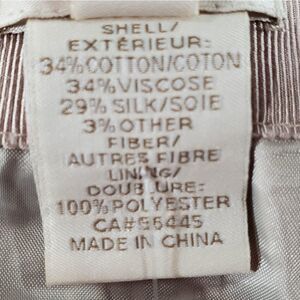 SHELL/
EXTÉRIEUR:
34%COTTON/COTON
34%VISCOSE
29%SILK/SOIE
3%OTHER
FIBER/
AUTRES FIBRE
LINING/
DOUBLURE:
100%POLYESTER
CA#56445
MADE IN CHINA